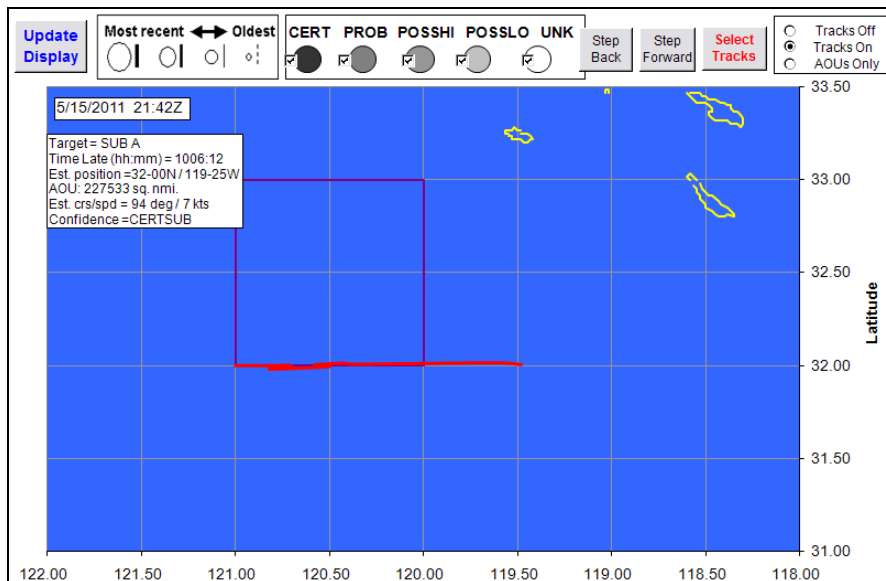 Update
Display
Most recent
Oldest
CERT PROB POSSHI POSSLO UNK
Step
Back
Step
Forward
Select
Tracks
Tracks Off
Tracks On
AOUs Only
5/15/2011 21:42Z
Target = SUB A
Time Late (hh:mm) = 1006:12
Est. position =32-00N / 119-25W
AOU: 227533 sq. nmi.
Est. crs/spd = 94 deg / 7 kts
Confidence =CERTSUB
33.50
33.00
32.50
32.00
31.50
31.00
Latitude
122.00 121.50 121.00 120.50 120.00 119.50 119.00 118.50 118.00